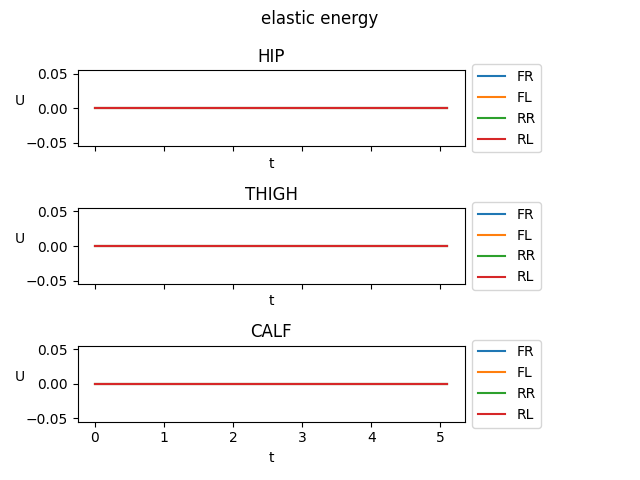 elastic energy
HIP
0.05
0.00
−0.05
U
t
FR
FL
RR
RL
THIGH
0.05
0.00
−0.05
U
t
FR
FL
RR
RL
CALF
0.05
0.00
−0.05
U
0 1 2 3 4 5
t
FR
FL
RR
RL